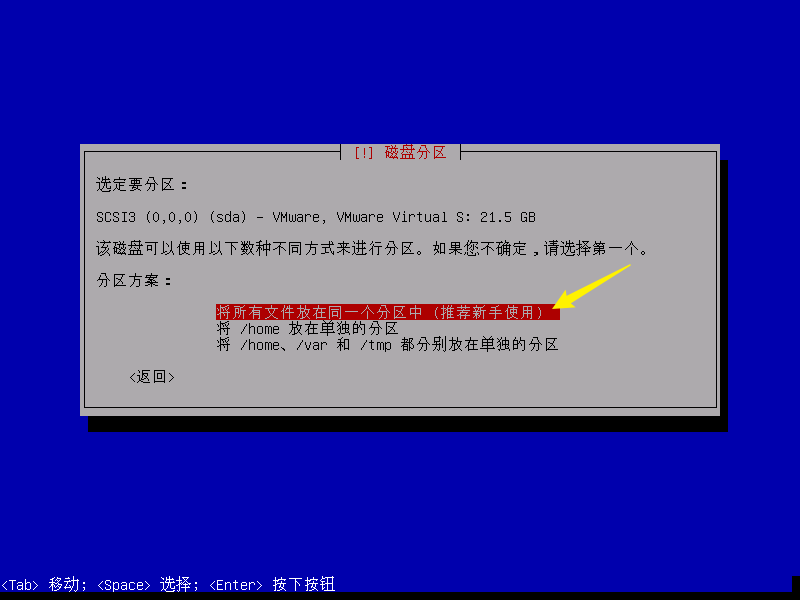 [!] 磁盘分区
选定要分区：
SCSI3 (0,0,0) (sda) - VMware, VMware Virtual S: 21.5 GB
该磁盘可以使用以下数种不同方式来进行分区。如果您不确定,请选择第一个。
分区方案：
将所有文件放在同一个分区中 (推荐新手使用)
将 /home 放在单独的分区
将 /home、/var 和 /tmp 都分别放在单独的分区
<返回>
<Tab> 移动; <Space> 选择; <Enter> 按下按钮